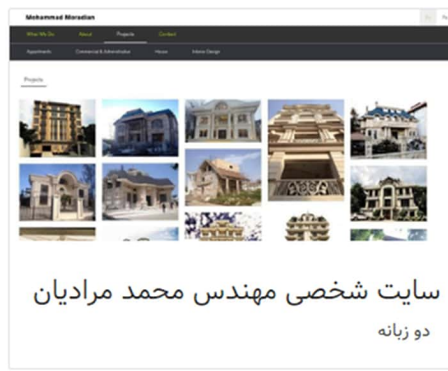 Mohammad Moradian
What We Do About Projects Contact
Appartments Commercial & Administrative House Interior Design
Projects
سایت شخصی مهندس محمد مرادیان
دو زبانه